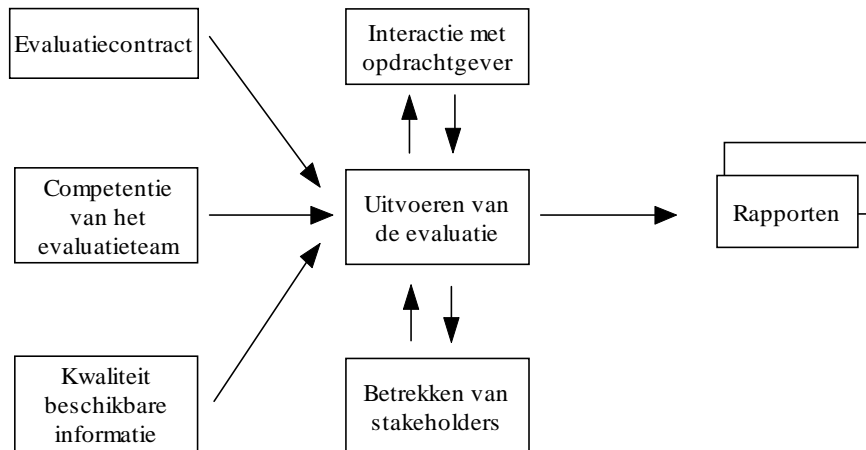 Evaluatiecontract
Interactie met
opdrachtgever
Competentie
van het
evaluatieteam
Uitvoeren van
de evaluatie
Rapporten
Kwaliteit
beschikbare
informatie
Betrekken van
stakeholders